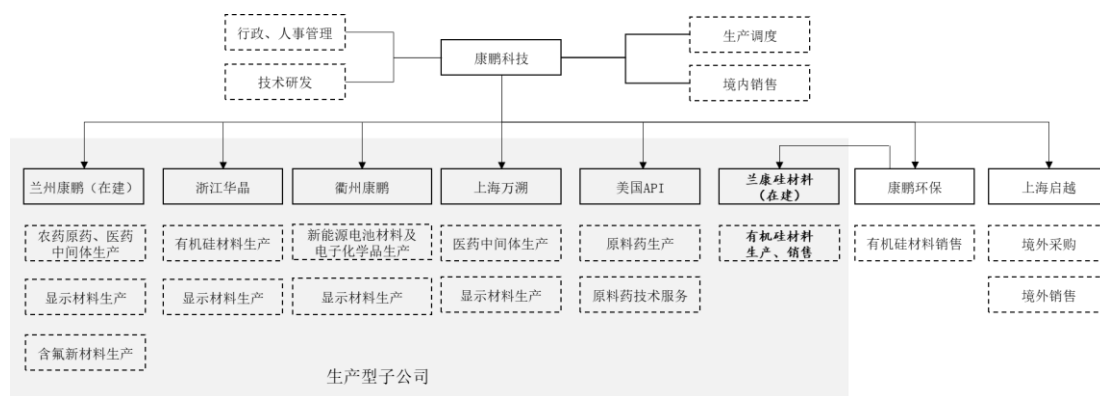 行政、人事管理
生产调度
康鹏科技
技术研发
境内销售
兰州康鹏（在建）
浙江华晶
衢州康鹏
上海万溯
美国API
兰康硅材料
（在建）
康鹏环保
上海启越
农药原药、医药
中间体生产
有机硅材料生产
新能源电池材料及
电子化学品生产
医药中间体生产
原料药生产
有机硅材料
生产、销售
有机硅材料销售
境外采购
显示材料生产
显示材料生产
显示材料生产
显示材料生产
原料药技术服务
境外销售
含氟新材料生产
生产型子公司